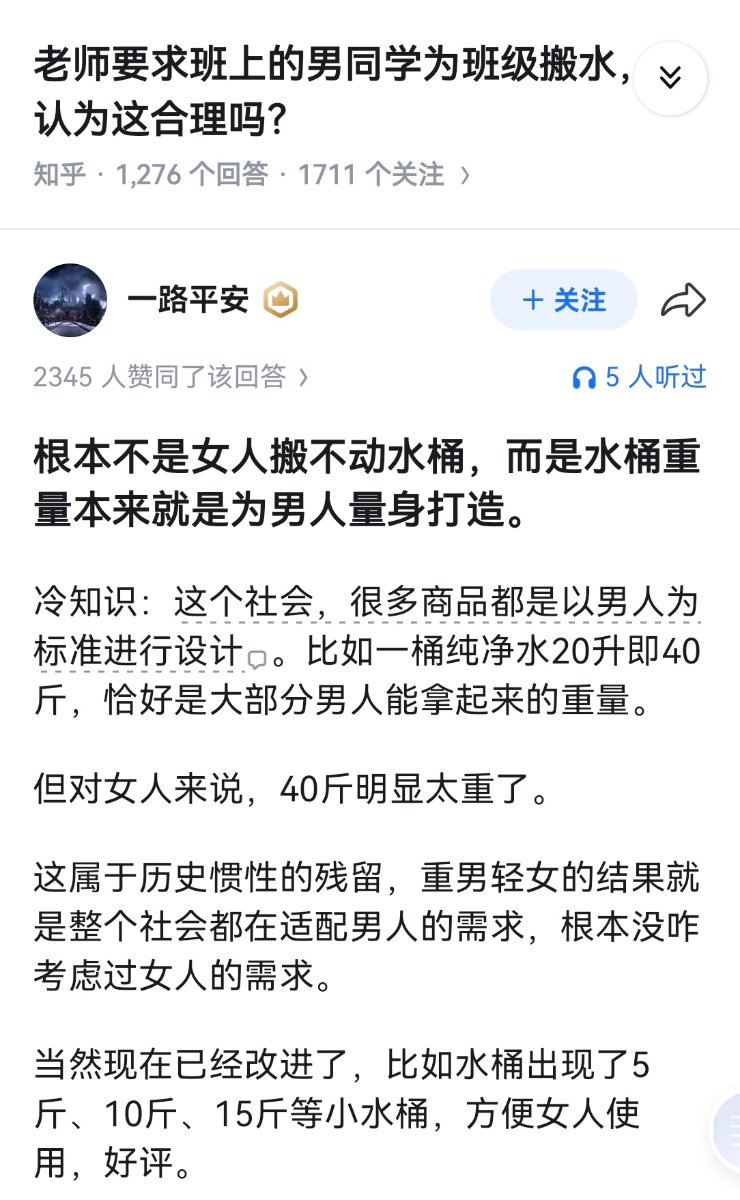 老师要求班上的男同学为班级搬水,
认为这合理吗?
知乎 · 1,276 个回答 · 1711 个关注 ›
一路平安
+ 关注
2345 人赞同了该回答 ›
5 人听过
根本不是女人搬不动水桶，而是水桶重
量本来就是为男人量身打造。
冷知识：这个社会，很多商品都是以男人为
标准进行设计。比如一桶纯净水20升即40
斤，恰好是大部分男人能拿起来的重量。
但对女人来说，40斤明显太重了。
这属于历史惯性的残留，重男轻女的结果就
是整个社会都在适配男人的需求，根本没咋
考虑过女人的需求。
当然现在已经改进了，比如水桶出现了5
斤、10斤、15斤等小水桶，方便女人使
用，好评。